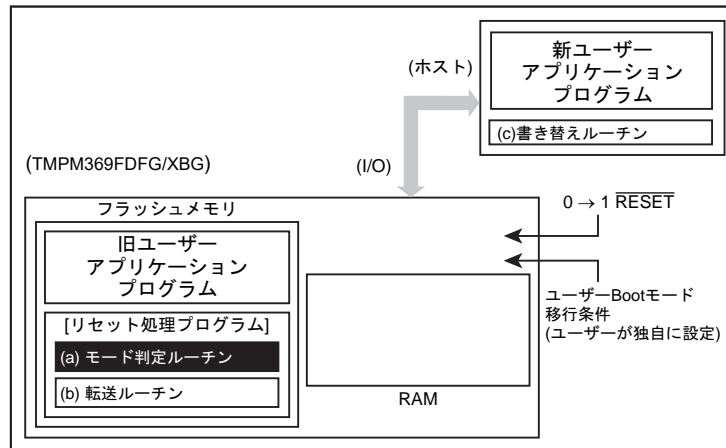 新ユーザー
アプリケーション
プログラム
(ホスト)
(c)書き替えルーチン
(TMPM369FDFG/XBG)
(I/O)
フラッシュメモリ
0 → 1 RESET
旧ユーザー
アプリケーション
プログラム
ユーザーBootモード
移行条件
(ユーザーが独自に設定)
[リセット処理プログラム]
(a) モード判定ルーチン
(b) 転送ルーチン
RAM